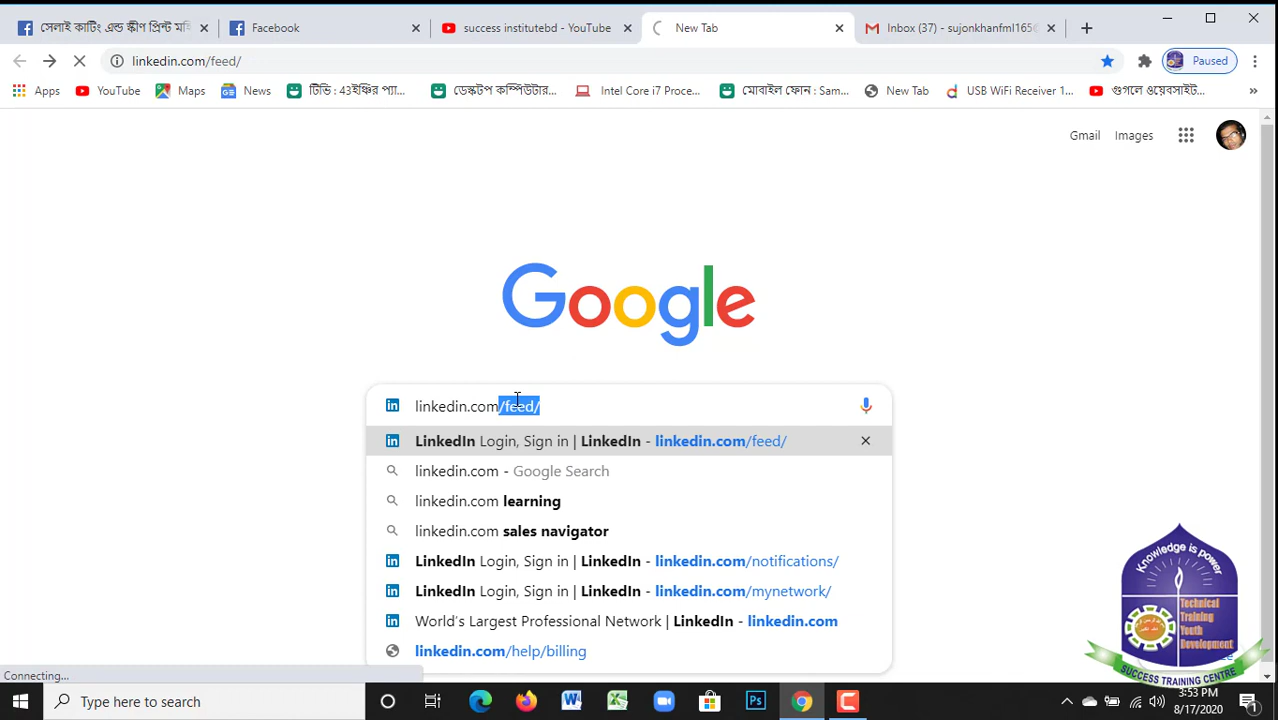 সেলাই কাটিং এন্ড স্কীপ প্রিন্ট মহি
Facebook
success institutebd - YouTube
New Tab
Inbox (37) - sujonkhanfml165@
linkedin.com/feed/
Paused
Apps
YouTube
Maps
News
টিভি : 43ইঞ্চির প্যা...
ডেস্কটপ কম্পিউটার...
Intel Core i7 Proce...
মোবাইল ফোন : Sam...
New Tab
USB WiFi Receiver 1...
গুগলে ওয়েবসাইট...
Gmail
Images
Google
linkedin.com/feed/
LinkedIn Login, Sign in | LinkedIn - linkedin.com/feed/
linkedin.com - Google Search
linkedin.com learning
linkedin.com sales navigator
LinkedIn Login, Sign in | LinkedIn - linkedin.com/notifications/
LinkedIn Login, Sign in | LinkedIn - linkedin.com/mynetwork/
World's Largest Professional Network | LinkedIn - linkedin.com
linkedin.com/help/billing
Knowledge is power
Technical
Training
Youth
Development
SUCCESS TRAINING CENTRE
Connecting...
Type here to search
3:53 PM
8/17/2020